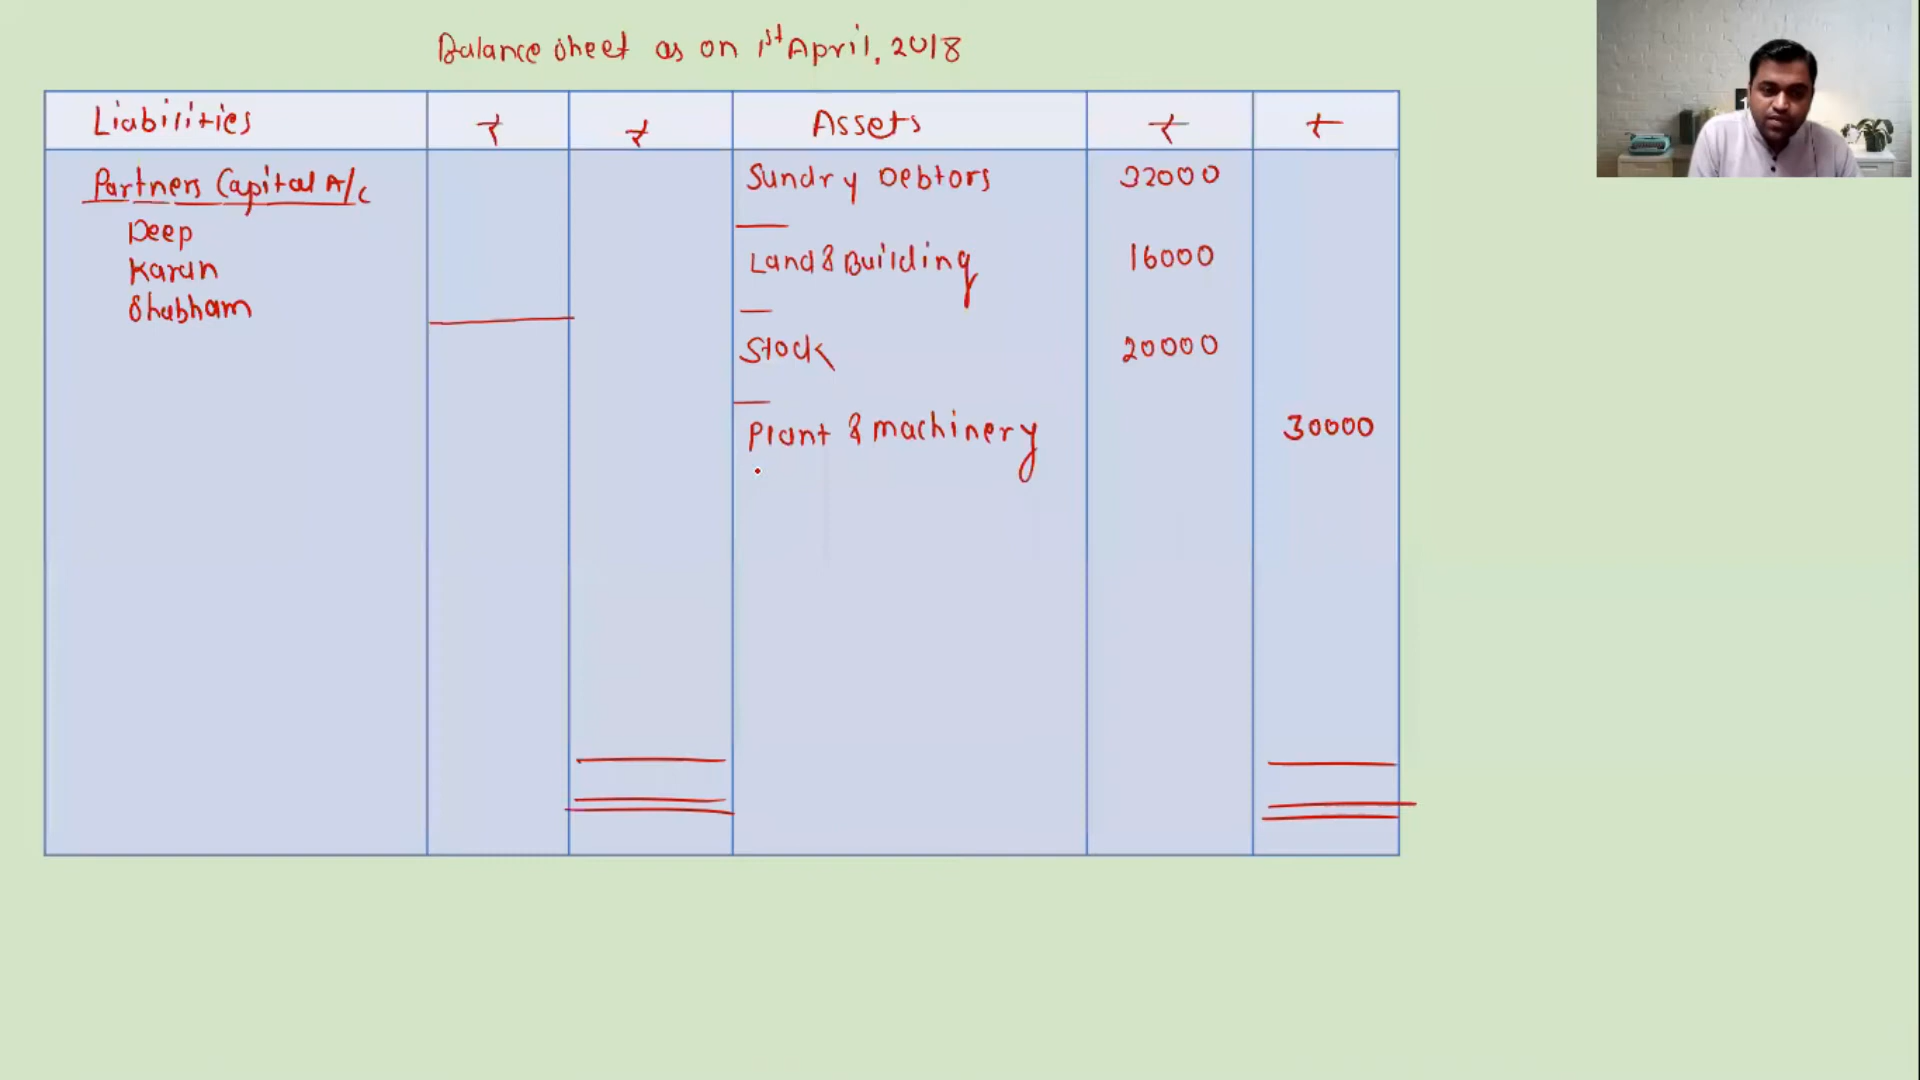 Balance sheet as on 1st April, 2018
Liabilities ₹ ₹ Assets ₹ ₹
Partners Capital A/c
Deep
Karan
Shubham
Sundry Debtors 32000
Land & Building 16000
Stock 20000
Plant & machinery 30000